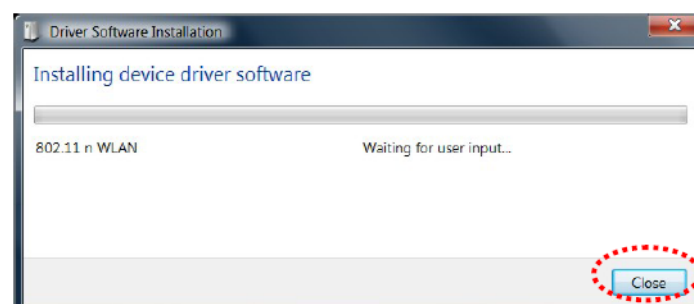 Driver Software Installation
Installing device driver software
802.11 n WLAN Waiting for user input...
Close